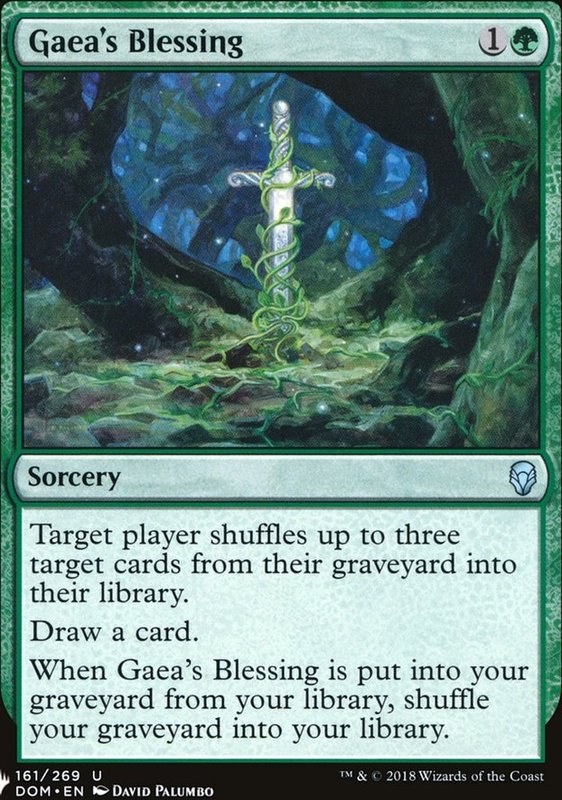 Gaea's Blessing 1
Sorcery
Target player shuffles up to three
target cards from their graveyard into
their library.
Draw a card.
When Gaea's Blessing is put into your
graveyard from your library, shuffle
your graveyard into your library.
161/269 U
DOM • EN DAVID PALUMBO
™ & © 2018 Wizards of the Coast